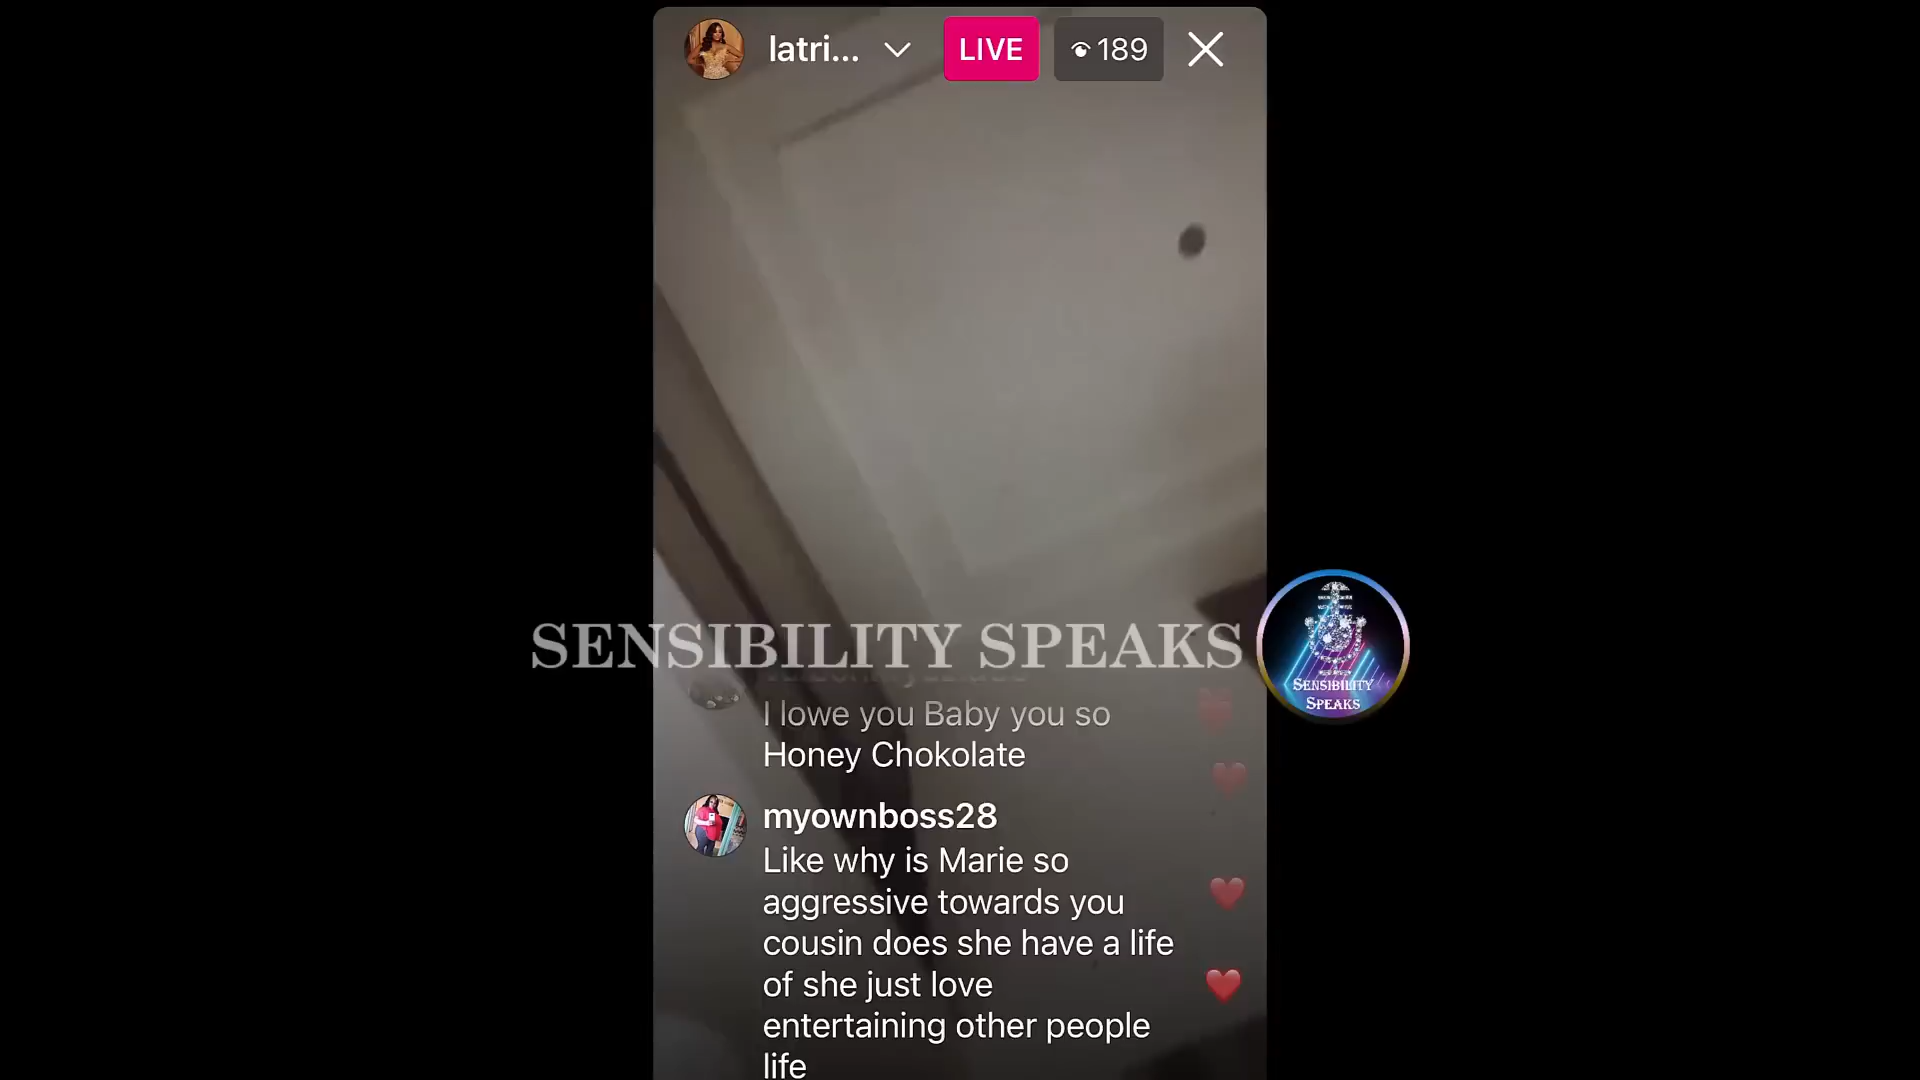 latri...
LIVE
189
SENSIBILITY SPEAKS
SENSIBILITY
SPEAKS
I lowe you Baby you so
Honey Chokolate
myownboss28
Like why is Marie so
aggressive towards you
cousin does she have a life
of she just love
entertaining other people
life